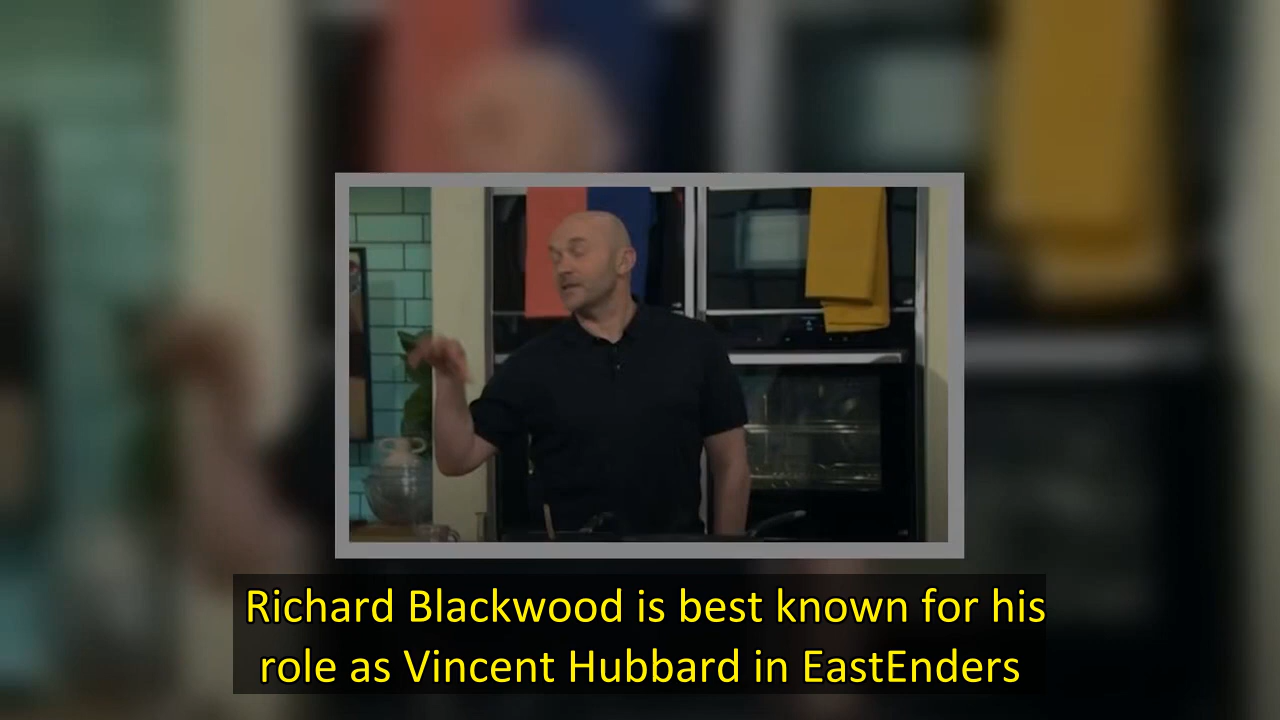 Richard Blackwood is best known for his
role as Vincent Hubbard in EastEnders